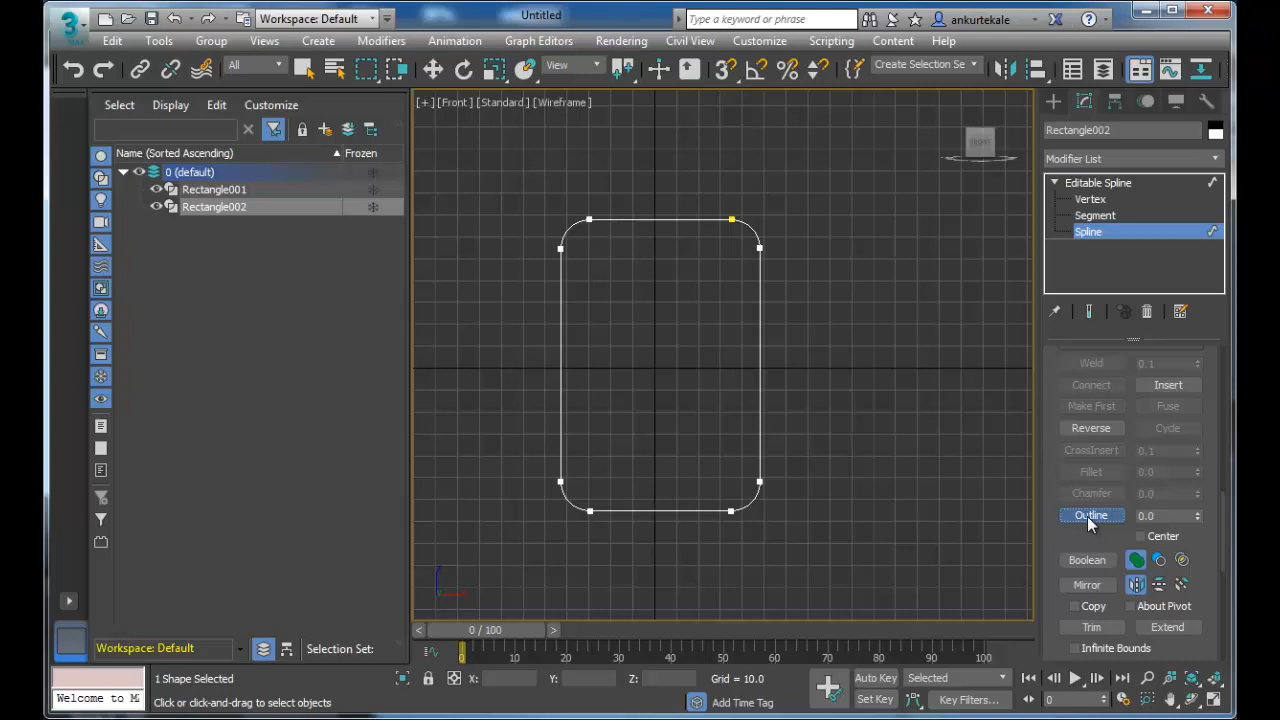 3
MAX
Workspace: Default
Untitled
Type a keyword or phrase
ankurtekale
Edit Tools Group Views Create Modifiers Animation Graph Editors Rendering Civil View Customize Scripting Content Help
All
View
Create Selection Se
Select Display Edit Customize
Name (Sorted Ascending) Frozen
0 (default)
Rectangle001
Rectangle002
[+] [Front] [Standard] [Wireframe]
FRONT
Rectangle002
Modifier List
Editable Spline
Vertex
Segment
Spline
Weld 0.1
Connect Insert
Make First Fuse
Reverse Cycle
CrossInsert 0.1
Fillet 0.0
Chamfer 0.0
Outline 0.0
Center
Boolean
Mirror
Copy About Pivot
Trim Extend
Infinite Bounds
< 0 / 100 >
Workspace: Default
Selection Set:
0 10 20 30 40 50 60 70 80 90 100
Welcome to M
1 Shape Selected
Click or click-and-drag to select objects
X: Y: Z: Grid = 10.0
Add Time Tag
Auto Key Selected
Set Key Key Filters...
0